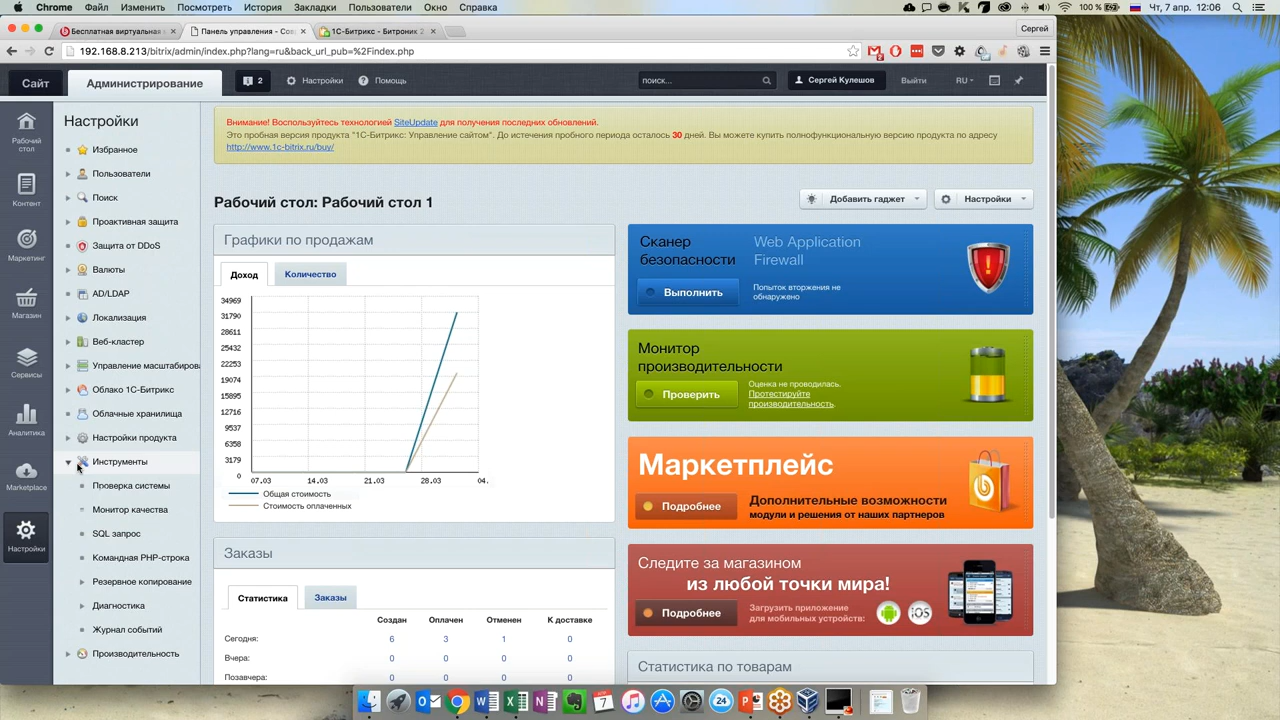 Chrome Файл Изменить Посмотреть История Закладки Пользователи Окно Справка 100 % Чт, 7 апр. 12:06
Бесплатная виртуальная Панель управления - Сов 1С-Битрикс - Битроник 2 Сергей
192.168.8.213/bitrix/admin/index.php?lang=ru&back_url_pub=%2Findex.php
Сайт Администрирование 2 Настройки Помощь поиск... Сергей Кулешов Выйти RU
Рабочий
стол
Контент
Маркетинг
Магазин
Сервисы
Аналитика
Marketplace
Настройки
Настройки
Избранное
Пользователи
Поиск
Проактивная защита
Защита от DDoS
Валюты
AD/LDAP
Локализация
Веб-кластер
Управление масштабирова
Облако 1С-Битрикс
Облачные хранилища
Настройки продукта
Инструменты
Проверка системы
Монитор качества
SQL запрос
Командная PHP-строка
Резервное копирование
Диагностика
Журнал событий
Производительность
Внимание! Воспользуйтесь технологией SiteUpdate для получения последних обновлений.
Это пробная версия продукта "1С-Битрикс: Управление сайтом". До истечения пробного периода осталось 30 дней. Вы можете купить полнофункциональную версию продукта по адресу
http://www.1c-bitrix.ru/buy/
Рабочий стол: Рабочий стол 1
Добавить гаджет Настройки
Графики по продажам
Доход Количество
34969
31790
28611
25432
22253
19074
15895
12716
9537
6358
3179
0
07.03 14.03 21.03 28.03 04.
Общая стоимость
Стоимость оплаченных
Заказы
Статистика Заказы
Создан Оплачен Отменен К доставке
Сегодня: 6 3 1 0
Вчера: 0 0 0 0
Позавчера: 0 0 0 0
Сканер
безопасности
Web Application
Firewall
Выполнить
Попыток вторжения не
обнаружено
Монитор
производительности
Проверить
Оценка не проводилась.
Протестируйте
производительность.
Маркетплейс
Подробнее
Дополнительные возможности
модули и решения от наших партнеров
Следите за магазином
из любой точки мира!
Подробнее
Загрузить приложение
для мобильных устройств:
iOS
Статистика по товарам
7
24